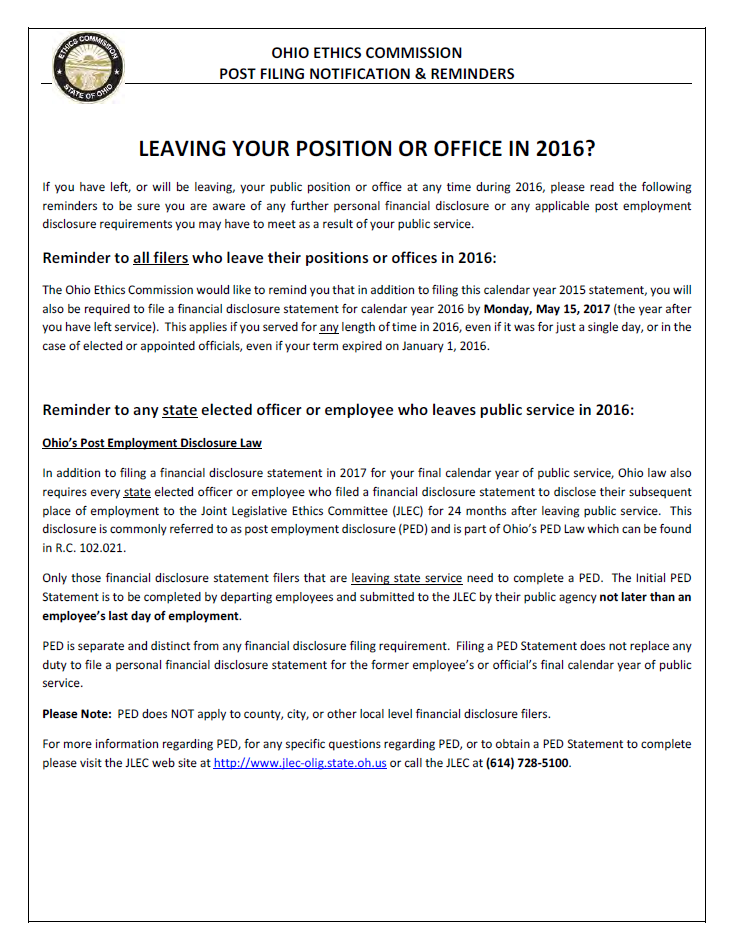 ETHICS COMMISSION
STATE OF OHIO
OHIO ETHICS COMMISSION
POST FILING NOTIFICATION & REMINDERS
LEAVING YOUR POSITION OR OFFICE IN 2016?
If you have left, or will be leaving, your public position or office at any time during 2016, please read the following
reminders to be sure you are aware of any further personal financial disclosure or any applicable post employment
disclosure requirements you may have to meet as a result of your public service.
Reminder to all filers who leave their positions or offices in 2016:
The Ohio Ethics Commission would like to remind you that in addition to filing this calendar year 2015 statement, you will
also be required to file a financial disclosure statement for calendar year 2016 by Monday, May 15, 2017 (the year after
you have left service). This applies if you served for any length of time in 2016, even if it was for just a single day, or in the
case of elected or appointed officials, even if your term expired on January 1, 2016.
Reminder to any state elected officer or employee who leaves public service in 2016:
Ohio's Post Employment Disclosure Law
In addition to filing a financial disclosure statement in 2017 for your final calendar year of public service, Ohio law also
requires every state elected officer or employee who filed a financial disclosure statement to disclose their subsequent
place of employment to the Joint Legislative Ethics Committee (JLEC) for 24 months after leaving public service. This
disclosure is commonly referred to as post employment disclosure (PED) and is part of Ohio's PED Law which can be found
in R.C. 102.021.
Only those financial disclosure statement filers that are leaving state service need to complete a PED. The Initial PED
Statement is to be completed by departing employees and submitted to the JLEC by their public agency not later than an
employee's last day of employment.
PED is separate and distinct from any financial disclosure filing requirement. Filing a PED Statement does not replace any
duty to file a personal financial disclosure statement for the former employee's or official's final calendar year of public
service.
Please Note: PED does NOT apply to county, city, or other local level financial disclosure filers.
For more information regarding PED, for any specific questions regarding PED, or to obtain a PED Statement to complete
please visit the JLEC web site at http://www.jlec-olig.state.oh.us or call the JLEC at (614) 728-5100.